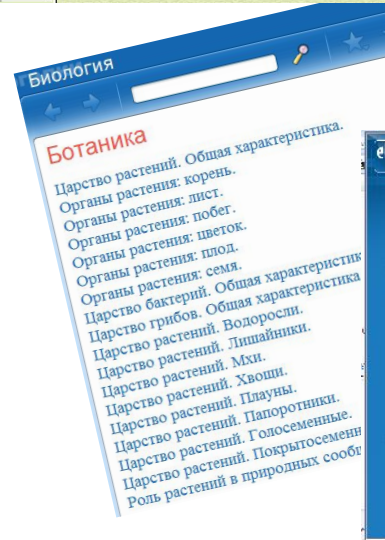 Биология
Ботаника
Царство растений. Общая характеристика.
Органы растения: корень.
Органы растения: лист.
Органы растения: побег.
Органы растения: цветок.
Органы растения: плод.
Органы растения: семя.
Царство бактерий. Общая характеристик
Царство грибов. Общая характеристика
Царство растений. Водоросли.
Царство растений. Лишайники.
Царство растений. Мхи.
Царство растений. Хвощи.
Царство растений. Плауны.
Царство растений. Папоротники.
Царство растений. Голосеменные.
Царство растений. Покрытосемен
Роль растений в природных сооб